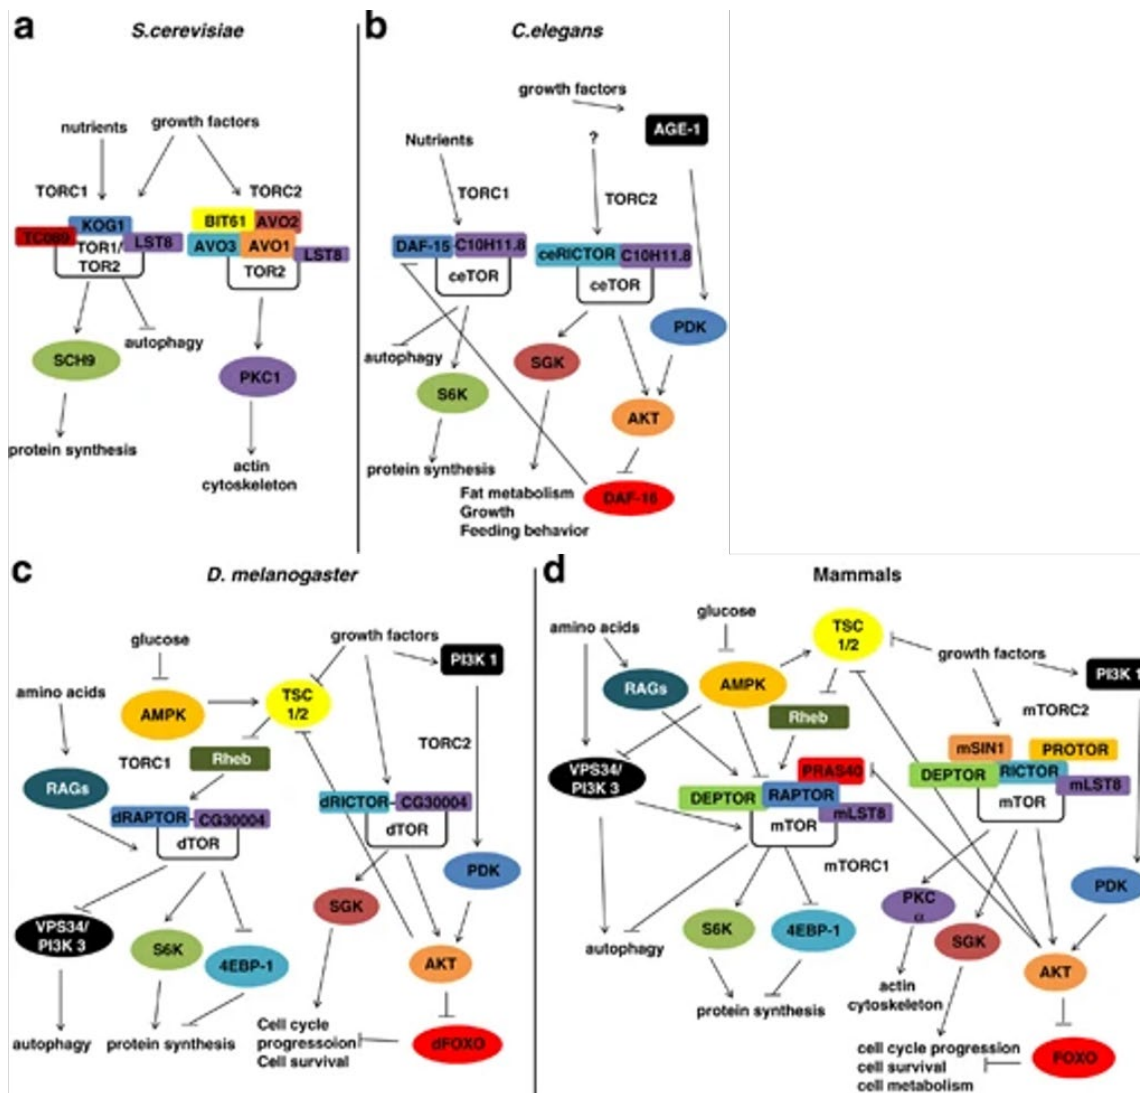 a
S.cerevisiae
nutrients
growth factors
TORC1
TORC2
KOG1
LST8
TOR1/
TOR2
BIT61
AVO2
AVO3
AVO1
LST8
TOR2
autophagy
SCH9
PKC1
protein synthesis
actin
cytoskeleton
b
C.elegans
growth factors
AGE-1
Nutrients
?
TORC1
TORC2
DAF-15
C10H11.8
ceTOR
ceRICTOR
C10H11.8
ceTOR
PDK
autophagy
SGK
S6K
AKT
protein synthesis
Fat metabolism
Growth
Feeding behavior
DAF-16
c
D. melanogaster
glucose
growth factors
PI3K 1
amino acids
AMPK
TSC
1/2
TORC1
Rheb
TORC2
RAGs
dRAPTOR
CG30004
dTOR
dRICTOR
CG30004
dTOR
PDK
VPS34/
PI3K 3
S6K
4EBP-1
SGK
AKT
autophagy
protein synthesis
Cell cycle
progressoion
Cell survival
dFOXO
d
Mammals
amino acids
glucose
TSC
1/2
growth factors
PI3K 1
RAGs
AMPK
Rheb
mTORC2
VPS34/
PI3K 3
PRAS40
DEPTOR
RAPTOR
mLST8
mTOR
mTORC1
mSIN1
PROTOR
DEPTOR
RICTOR
mLST8
mTOR
PDK
S6K
4EBP-1
PKC
α
SGK
AKT
autophagy
protein synthesis
actin
cytoskeleton
cell cycle progression
cell survival
cell metabolism
FOXO